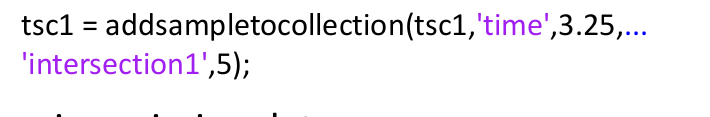 tsc1 = addsampletocollection(tsc1,'time',3.25,...
'intersection1',5);